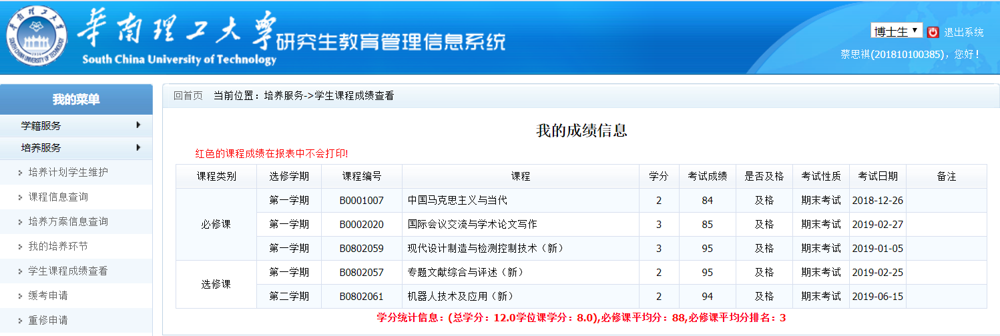 華南理工大學研究生教育管理信息系统
South China University of Technology
SOUTH CHINA UNIVERSITY OF TECHNOLOGY
博士生 退出系统
蔡思祺(201810100385)，您好！
我的菜单
学籍服务
培养服务
培养计划学生维护
课程信息查询
培养方案信息查询
我的培养环节
学生课程成绩查看
缓考申请
重修申请
回首页 当前位置：培养服务->学生课程成绩查看
我的成绩信息
红色的课程成绩在报表中不会打印!
课程类别 选修学期 课程编号 课程 学分 考试成绩 是否及格 考试性质 考试日期 备注
必修课
第一学期 B0001007 中国马克思主义与当代 2 84 及格 期末考试 2018-12-26
第一学期 B0002020 国际会议交流与学术论文写作 3 85 及格 期末考试 2019-02-27
第一学期 B0802059 现代设计制造与检测控制技术（新） 3 95 及格 期末考试 2019-01-05
选修课
第一学期 B0802057 专题文献综合与评述（新） 2 95 及格 期末考试 2019-02-25
第二学期 B0802061 机器人技术及应用（新） 2 94 及格 期末考试 2019-06-15
学分统计信息：(总学分：12.0学位课学分：8.0),必修课平均分：88,必修课平均分排名：3